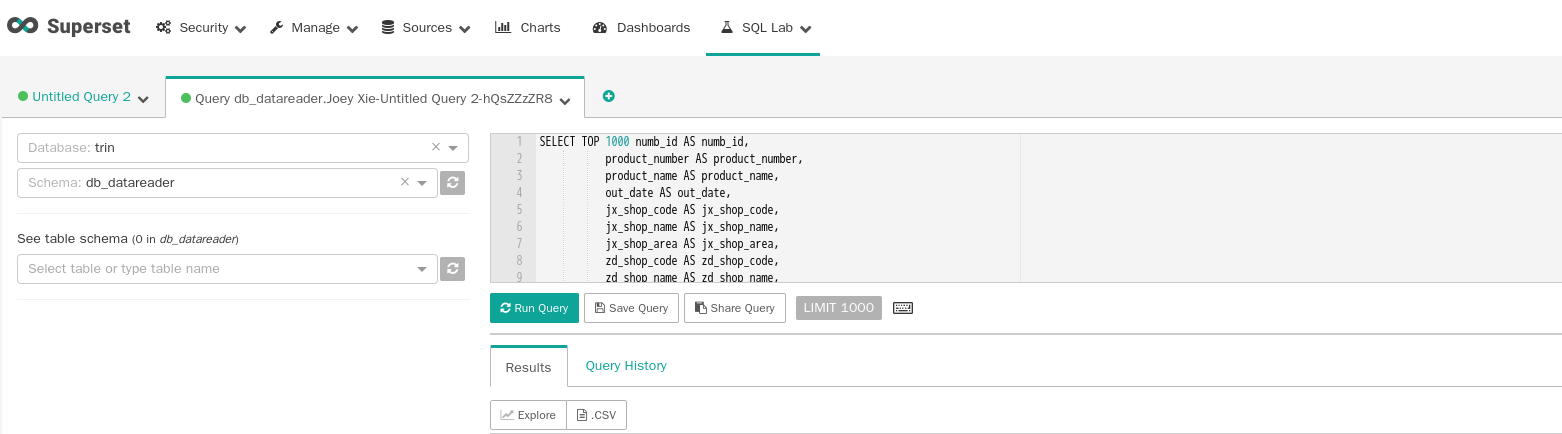 Superset Security Manage Sources Charts Dashboards SQL Lab
Untitled Query 2 Query db_datareader.Joey Xie-Untitled Query 2-hQsZZzZR8
Database: trin ×
Schema: db_datareader ×
See table schema (0 in db_datareader)
Select table or type table name
1 SELECT TOP 1000 numb_id AS numb_id,
2 product_number AS product_number,
3 product_name AS product_name,
4 out_date AS out_date,
5 jx_shop_code AS jx_shop_code,
6 jx_shop_name AS jx_shop_name,
7 jx_shop_area AS jx_shop_area,
8 zd_shop_code AS zd_shop_code,
9 zd_shop_name AS zd_shop_name,
Run Query Save Query Share Query LIMIT 1000
Results Query History
Explore .CSV